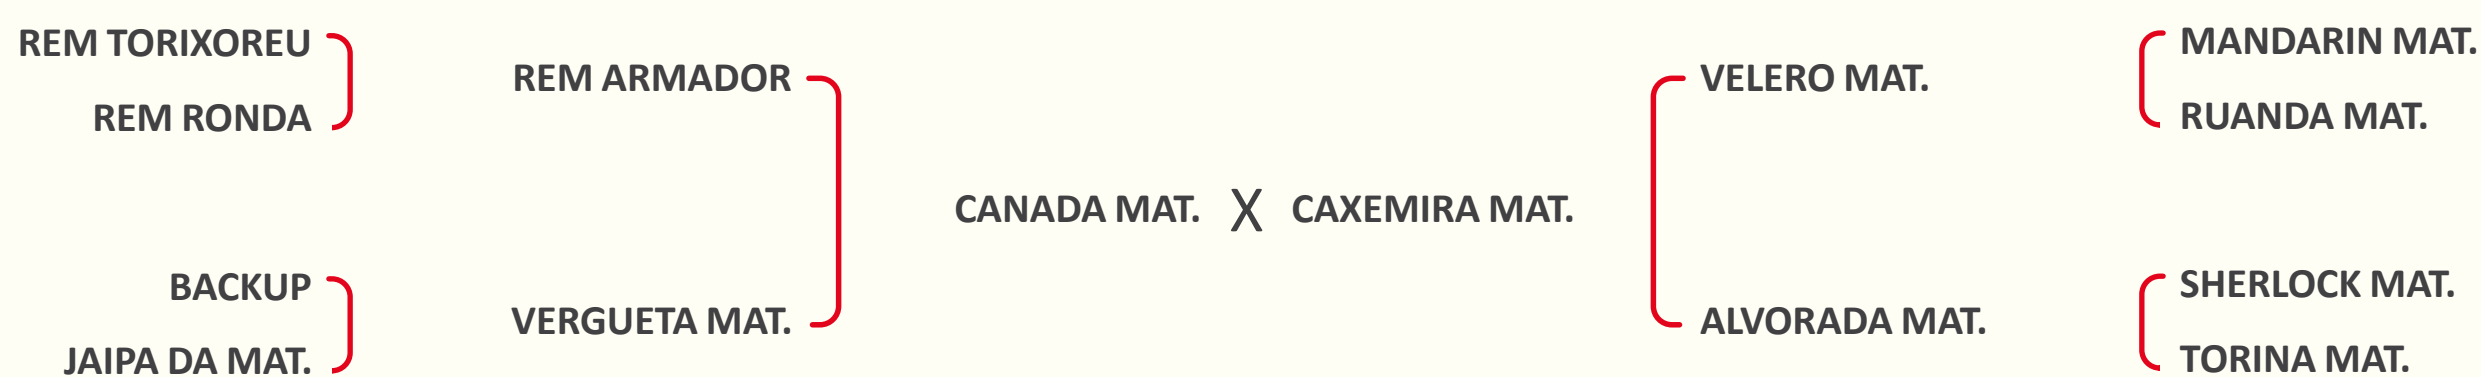 REM TORIXOREU
REM RONDA
REM ARMADOR
BACKUP
JAIPA DA MAT.
VERGUETA MAT.
CANADA MAT. X CAXEMIRA MAT.
VELERO MAT.
MANDARIN MAT.
RUANDA MAT.
ALVORADA MAT.
SHERLOCK MAT.
TORINA MAT.